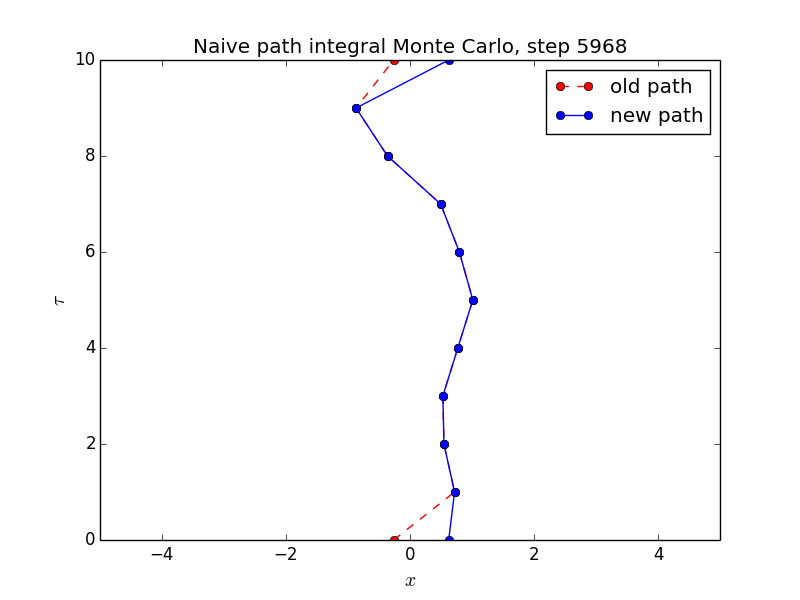 Naive path integral Monte Carlo, step 5968
old path
new path
10
8
6
4
2
0
τ
−4
−2
0
2
4
x